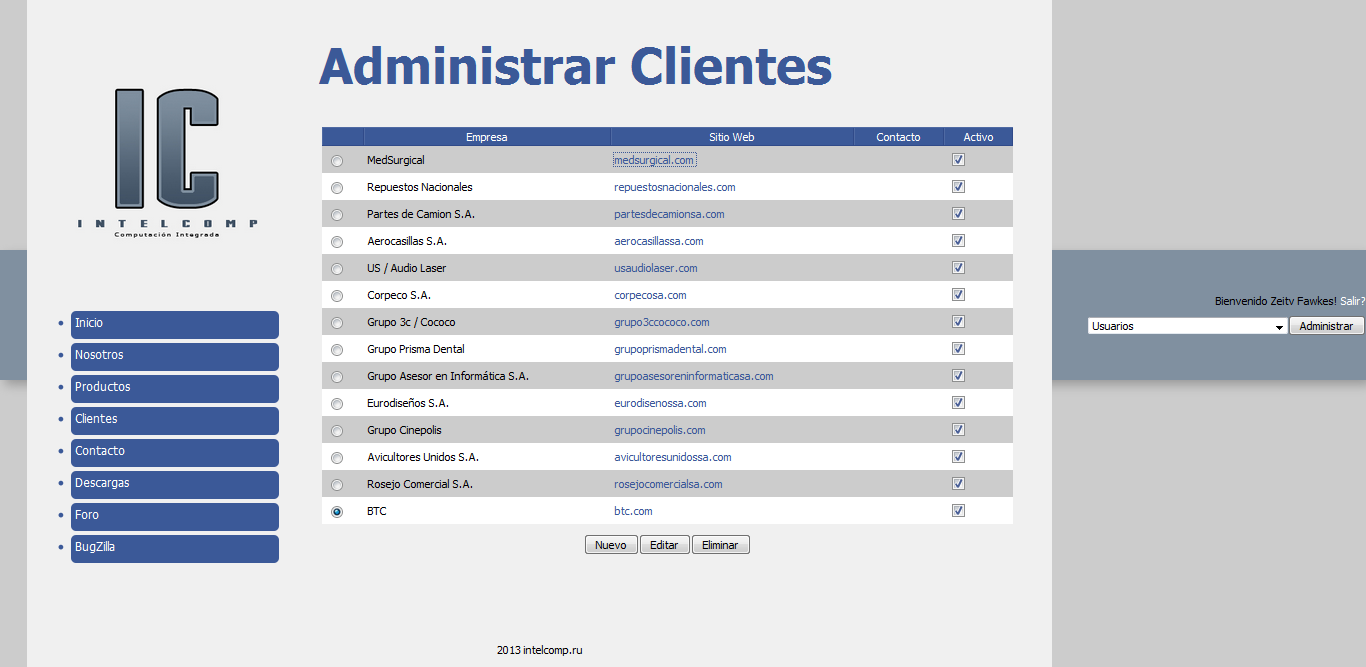 Administrar Clientes
IC
INTELCOMP
Computación Integrada
Inicio
Nosotros
Productos
Clientes
Contacto
Descargas
Foro
BugZilla
Empresa Sitio Web Contacto Activo
MedSurgical medsurgical.com
Repuestos Nacionales repuestosnacionales.com
Partes de Camion S.A. partesdecamionsa.com
Aerocasillas S.A. aerocasillassa.com
US / Audio Laser usaudiolaser.com
Corpeco S.A. corpecosa.com
Grupo 3c / Cococo grupo3ccococo.com
Grupo Prisma Dental grupoprismadental.com
Grupo Asesor en Informática S.A. grupoasesoreninformaticasa.com
Eurodiseños S.A. eurodisenossa.com
Grupo Cinepolis grupocinepolis.com
Avicultores Unidos S.A. avicultoresunidossa.com
Rosejo Comercial S.A. rosejocomercialsa.com
BTC btc.com
Nuevo Editar Eliminar
Bienvenido Zeitv Fawkes! Salir?
Usuarios Administrar
2013 intelcomp.ru